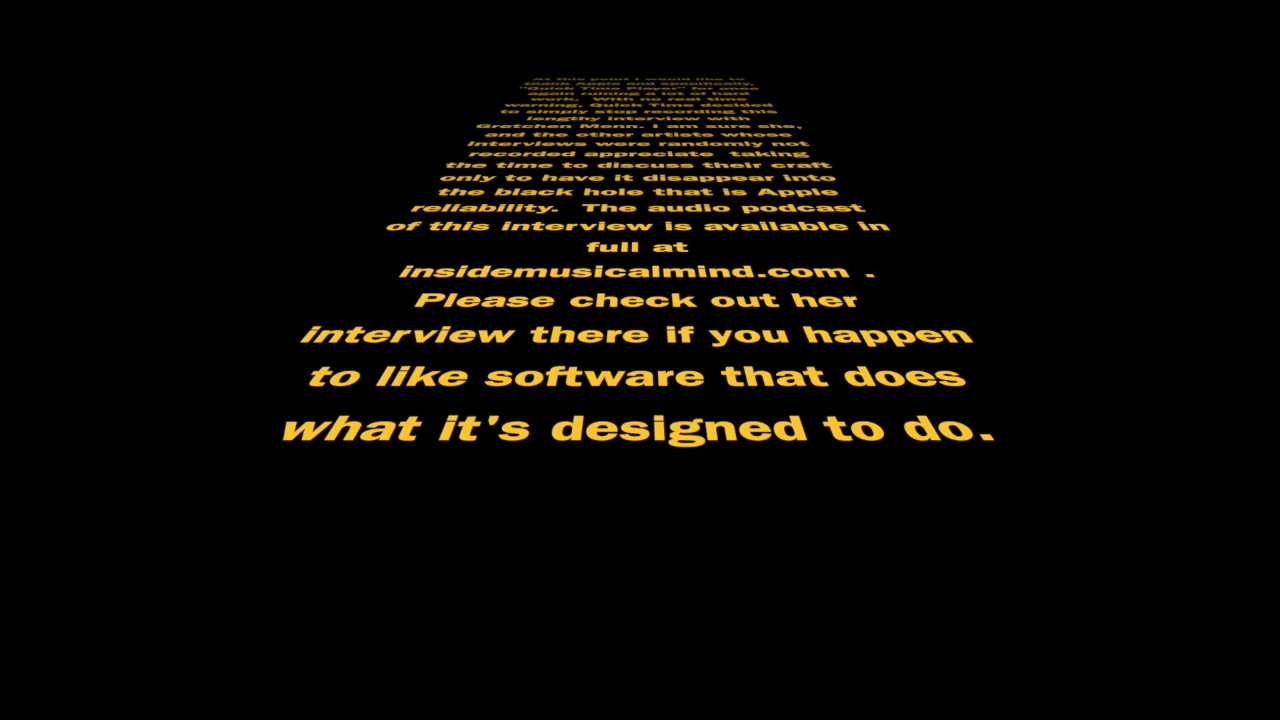 At this point I would like to
thank Apple and specifically,
"Quick Time Player" for once
again ruining a lot of hard
work. With no real time
warning, Quick Time decided
to simply stop recording this
lengthy interview with
Gretchen Menn. I am sure she,
and the other artists whose
interviews were randomly not
recorded appreciate taking
the time to discuss their craft
only to have it disappear into
the black hole that is Apple
reliability. The audio podcast
of this interview is available in
full at
insidemusicalmind.com .
Please check out her
interview there if you happen
to like software that does
what it's designed to do.